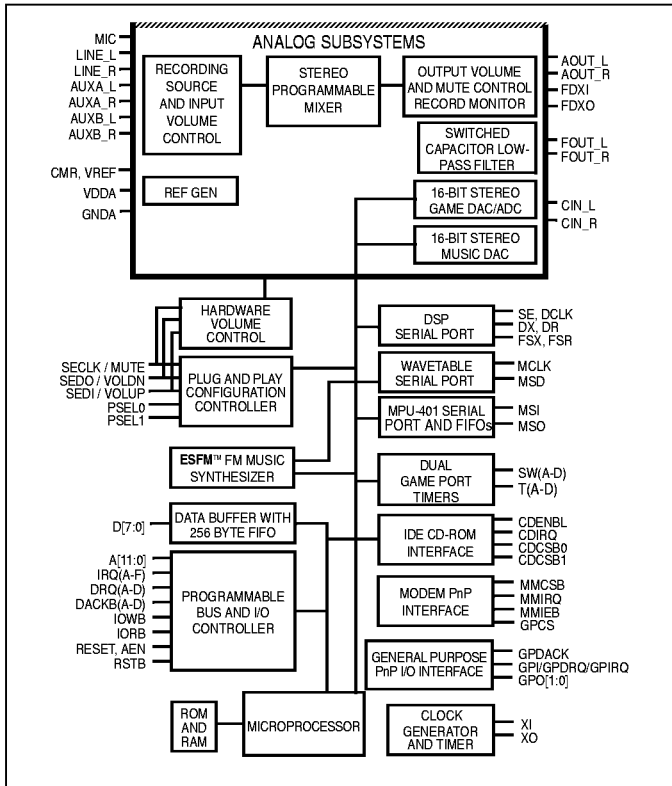 ANALOG SUBSYSTEMS
MIC
LINE_L
LINE_R
AUXA_L
AUXA_R
AUXB_L
AUXB_R
CMR, VREF
VDDA
GNDA
RECORDING
SOURCE
AND INPUT
VOLUME
CONTROL
STEREO
PROGRAMMABLE
MIXER
OUTPUT VOLUME
AND MUTE CONTROL
RECORD MONITOR
AOUT_L
AOUT_R
FDXI
FDXO
SWITCHED
CAPACITOR LOW-
PASS FILTER
FOUT_L
FOUT_R
REF GEN
16-BIT STEREO
GAME DAC/ADC
CIN_L
CIN_R
16-BIT STEREO
MUSIC DAC
HARDWARE
VOLUME
CONTROL
SECLK / MUTE
SEDO / VOLDN
SEDI / VOLUP
PSEL0
PSEL1
PLUG AND PLAY
CONFIGURATION
CONTROLLER
DSP
SERIAL PORT
SE, DCLK
DX, DR
FSX, FSR
WAVETABLE
SERIAL PORT
MCLK
MSD
MPU-401 SERIAL
PORT AND FIFOs
MSI
MSO
ESFM™ FM MUSIC
SYNTHESIZER
DUAL
GAME PORT
TIMERS
SW(A-D)
T(A-D)
D[7:0]
DATA BUFFER WITH
256 BYTE FIFO
IDE CD-ROM
INTERFACE
CDENBL
CDIRQ
CDCSB0
CDCSB1
A[11:0]
IRQ(A-F)
DRQ(A-D)
DACKB(A-D)
IOWB
IORB
RESET, AEN
RSTB
PROGRAMMABLE
BUS AND I/O
CONTROLLER
MODEM PnP
INTERFACE
MMCSB
MMIRQ
MMIEB
GPCS
GENERAL PURPOSE
PnP I/O INTERFACE
GPDACK
GPI/GPDRQ/GPIRQ
GPO[1:0]
ROM
AND
RAM
MICROPROCESSOR
CLOCK
GENERATOR
AND TIMER
XI
XO